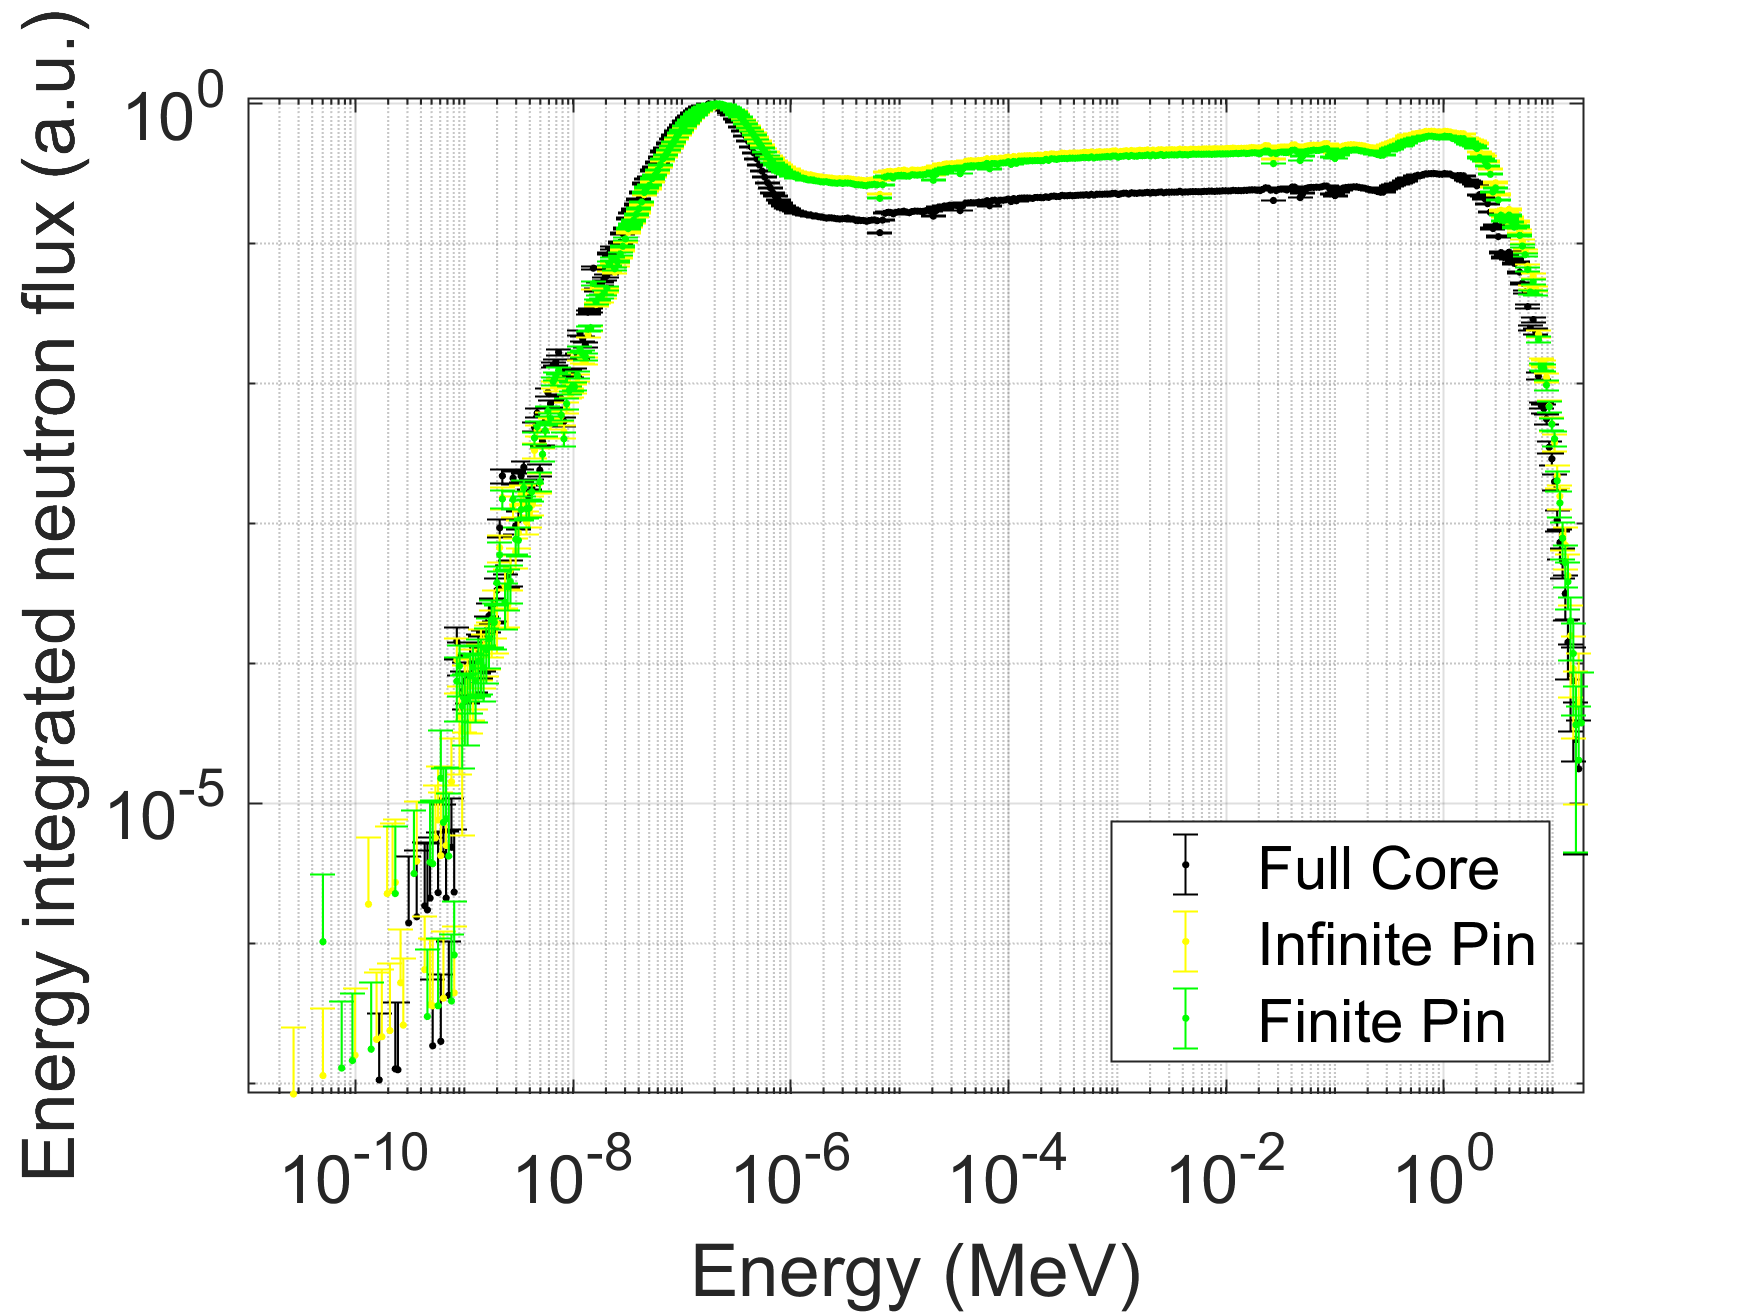 Energy integrated neutron flux (a.u.)
10^0
10^-5
Full Core
Infinite Pin
Finite Pin
10^-10 10^-8 10^-6 10^-4 10^-2 10^0
Energy (MeV)